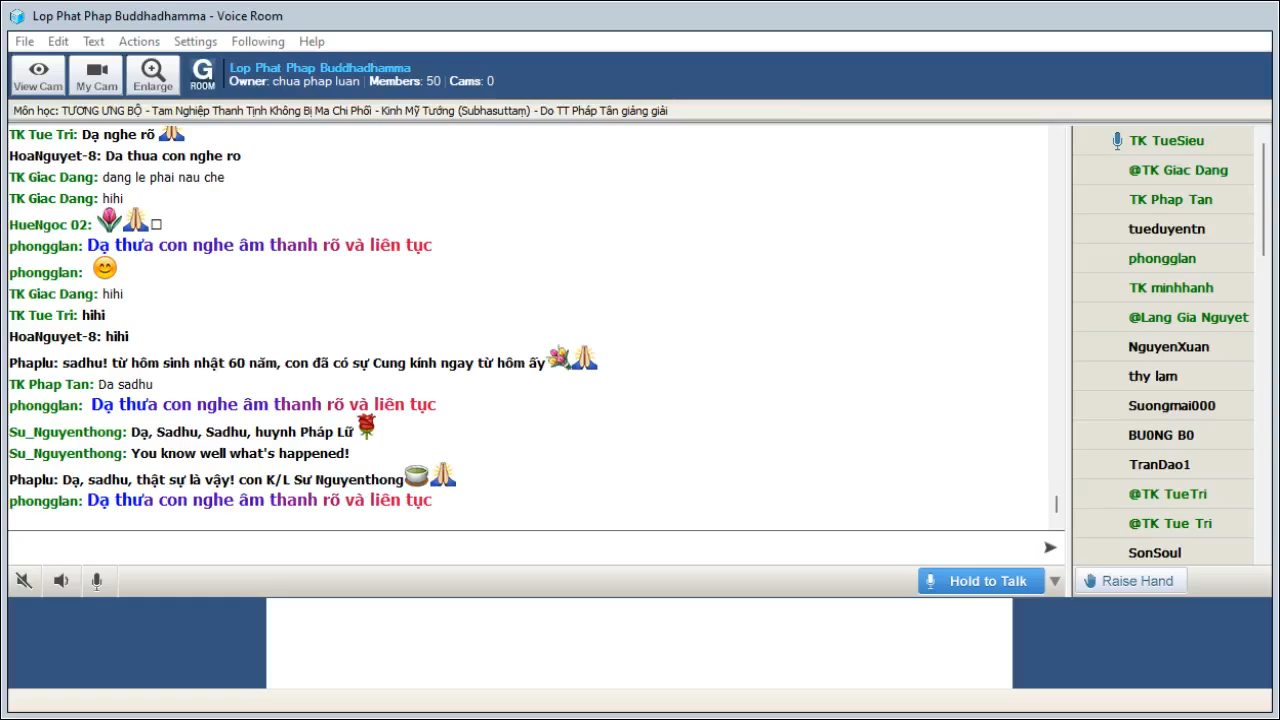 Lop Phat Phap Buddhadhamma - Voice Room
File Edit Text Actions Settings Following Help
View Cam My Cam Enlarge G ROOM
Lop Phat Phap Buddhadhamma
Owner: chua phap luan Members: 50 Cams: 0
Môn học: TƯƠNG ƯNG BỘ - Tam Nghiệp Thanh Tịnh Không Bị Ma Chi Phối - Kinh Mỹ Tướng (Subhasuttaṃ) - Do TT Pháp Tân giảng giải
TK Tue Tri: Dạ nghe rõ
HoaNguyet-8: Da thua con nghe ro
TK Giac Dang: dang le phai nau che
TK Giac Dang: hihi
HueNgoc 02:
phongglan: Dạ thưa con nghe âm thanh rõ và liên tục
phongglan:
TK Giac Dang: hihi
TK Tue Tri: hihi
HoaNguyet-8: hihi
Phaplu: sadhu! từ hôm sinh nhật 60 năm, con đã có sự Cung kính ngay từ hôm ấy
TK Phap Tan: Da sadhu
phongglan: Dạ thưa con nghe âm thanh rõ và liên tục
Su_Nguyenthong: Dạ, Sadhu, Sadhu, huynh Pháp Lữ
Su_Nguyenthong: You know well what's happened!
Phaplu: Dạ, sadhu, thật sự là vậy! con K/L Sư Nguyenthong
phongglan: Dạ thưa con nghe âm thanh rõ và liên tục
Hold to Talk
TK TueSieu
@TK Giac Dang
TK Phap Tan
tueduyentn
phongglan
TK minhhanh
@Lang Gia Nguyet
NguyenXuan
thy lam
Suongmai000
BU0NG B0
TranDao1
@TK TueTri
@TK Tue Tri
SonSoul
Raise Hand